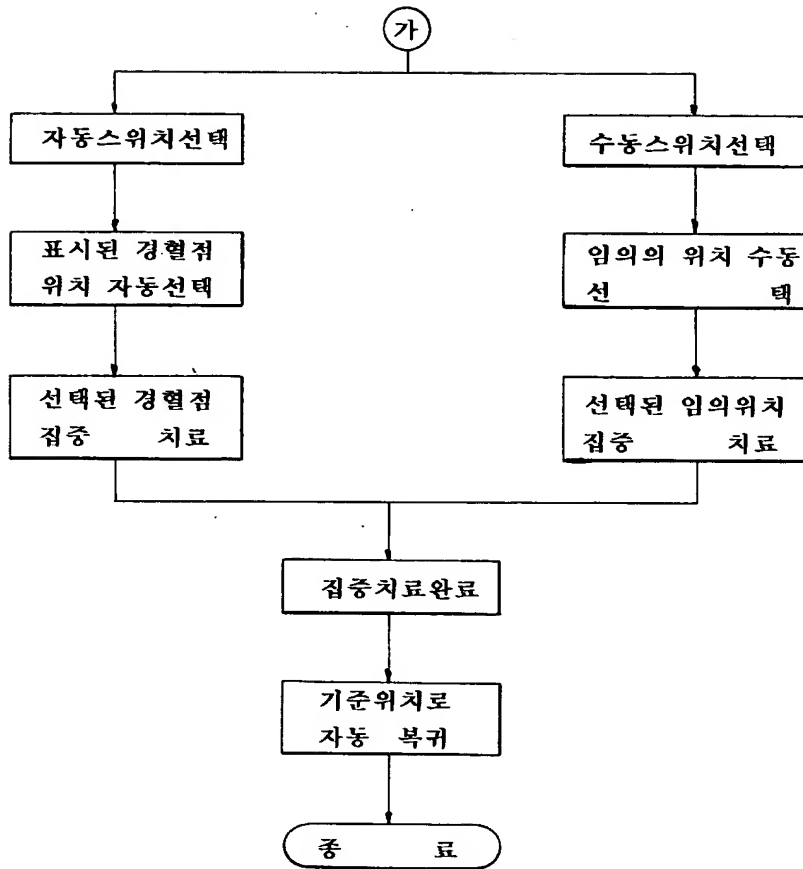 가
자동스위치선택
수동스위치선택
표시된 경혈점
위치 자동선택
임의의 위치 수동
선 택
선택된 경혈점
집중 치료
선택된 임의위치
집중 치료
집중치료완료
기준위치로
자동 복귀
종 료